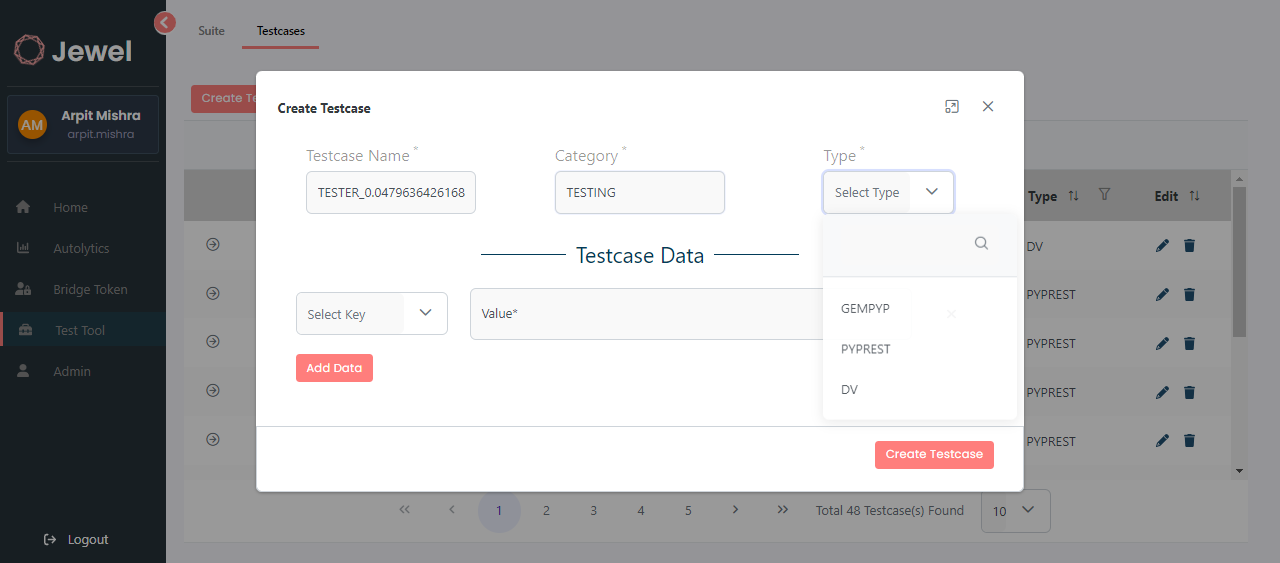 Jewel
AM
Arpit Mishra
arpit.mishra
Home
Autolytics
Bridge Token
Test Tool
Admin
Logout
Suite
Testcases
Create Te
Create Testcase
Testcase Name *
Category *
Type *
TESTER_0.0479636426168
TESTING
Select Type
Testcase Data
Select Key
Value*
GEMPYP
PYPREST
DV
Add Data
Create Testcase
Type
Edit
DV
PYPREST
PYPREST
PYPREST
PYPREST
« ‹ 1 2 3 4 5 › »
Total 48 Testcase(s) Found
10